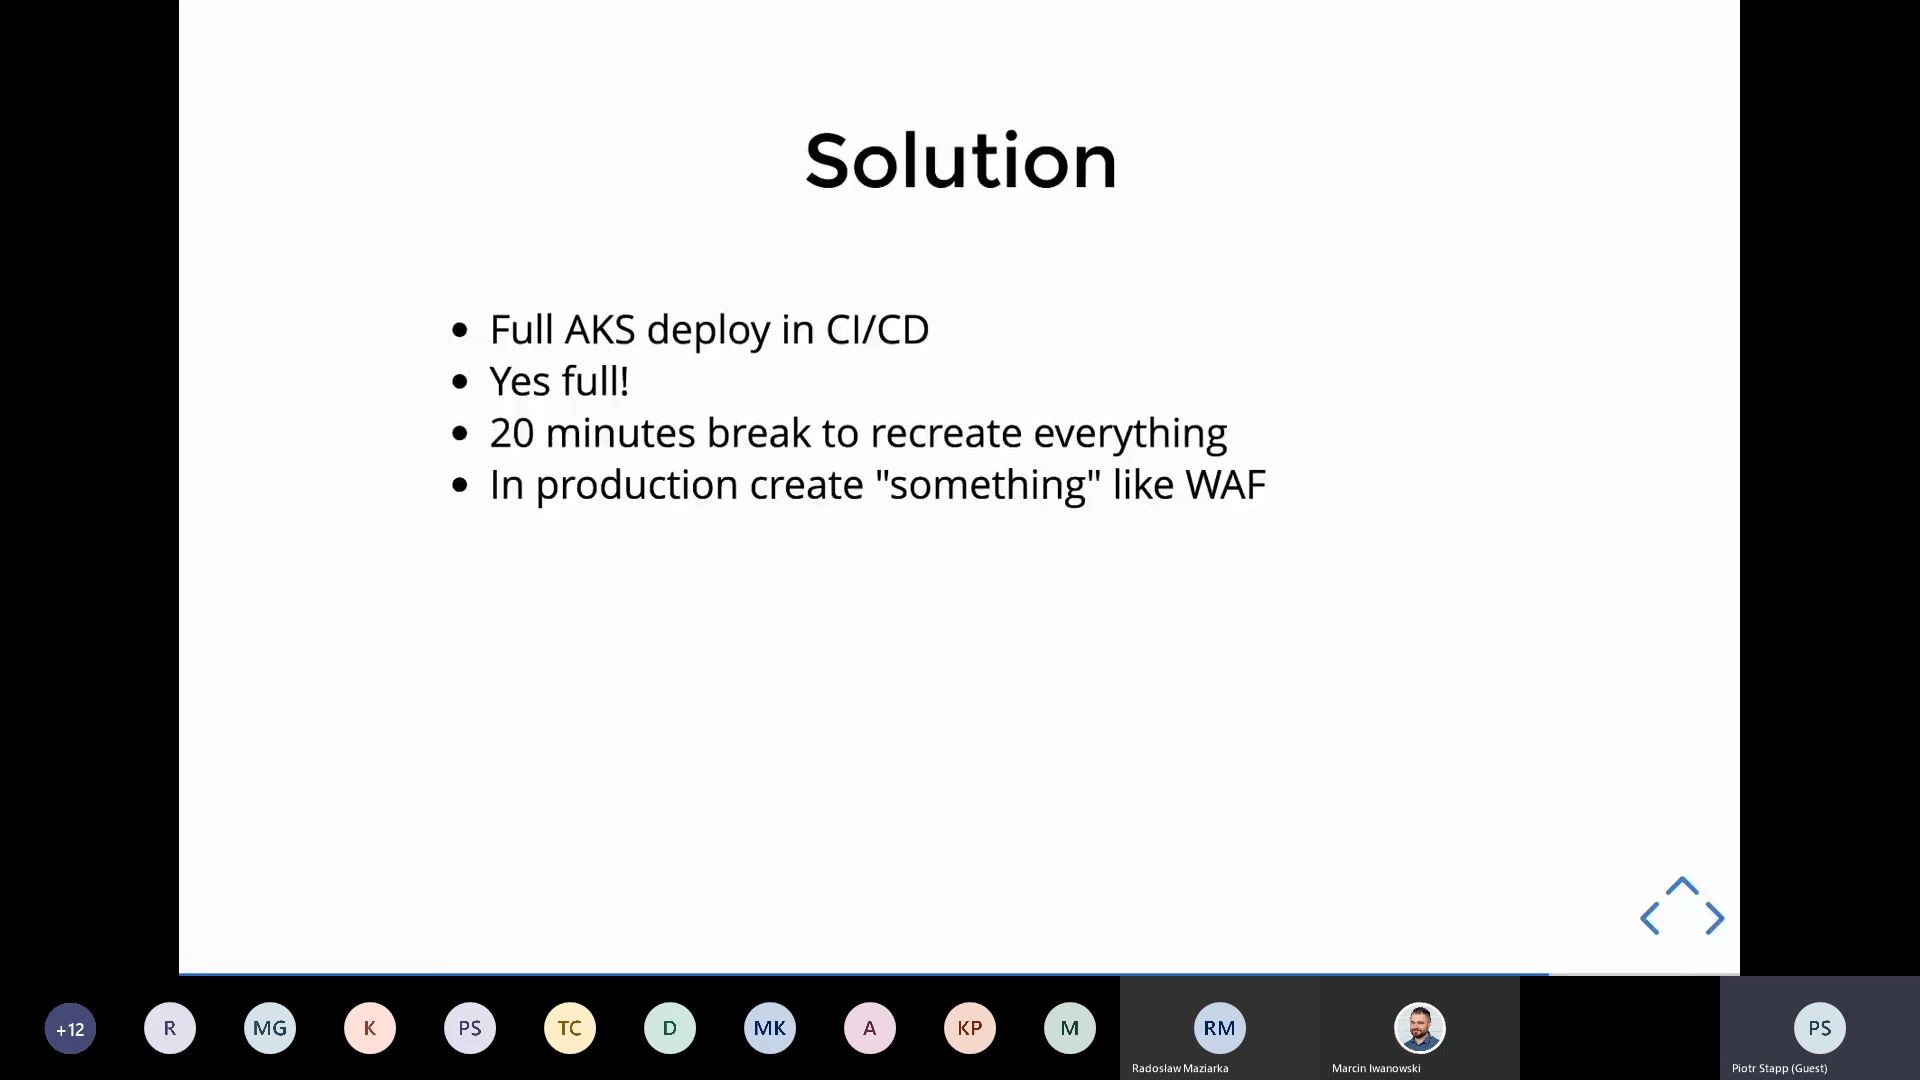 Solution
Full AKS deploy in CI/CD
Yes full!
20 minutes break to recreate everything
In production create "something" like WAF
+12
R
MG
K
PS
TC
D
MK
A
KP
M
RM
PS
Radosław Maziarka
Marcin Iwanowski
Piotr Stapp (Guest)